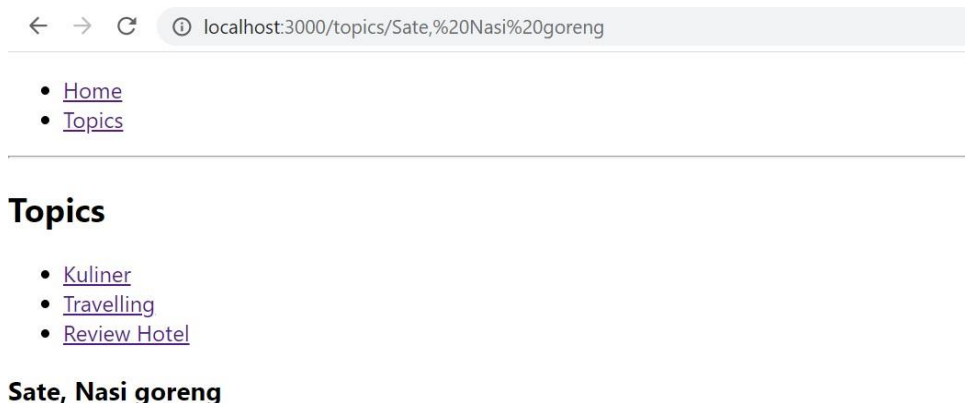 localhost:3000/topics/Sate,%20Nasi%20goreng
Home
Topics
Topics
Kuliner
Travelling
Review Hotel
Sate, Nasi goreng